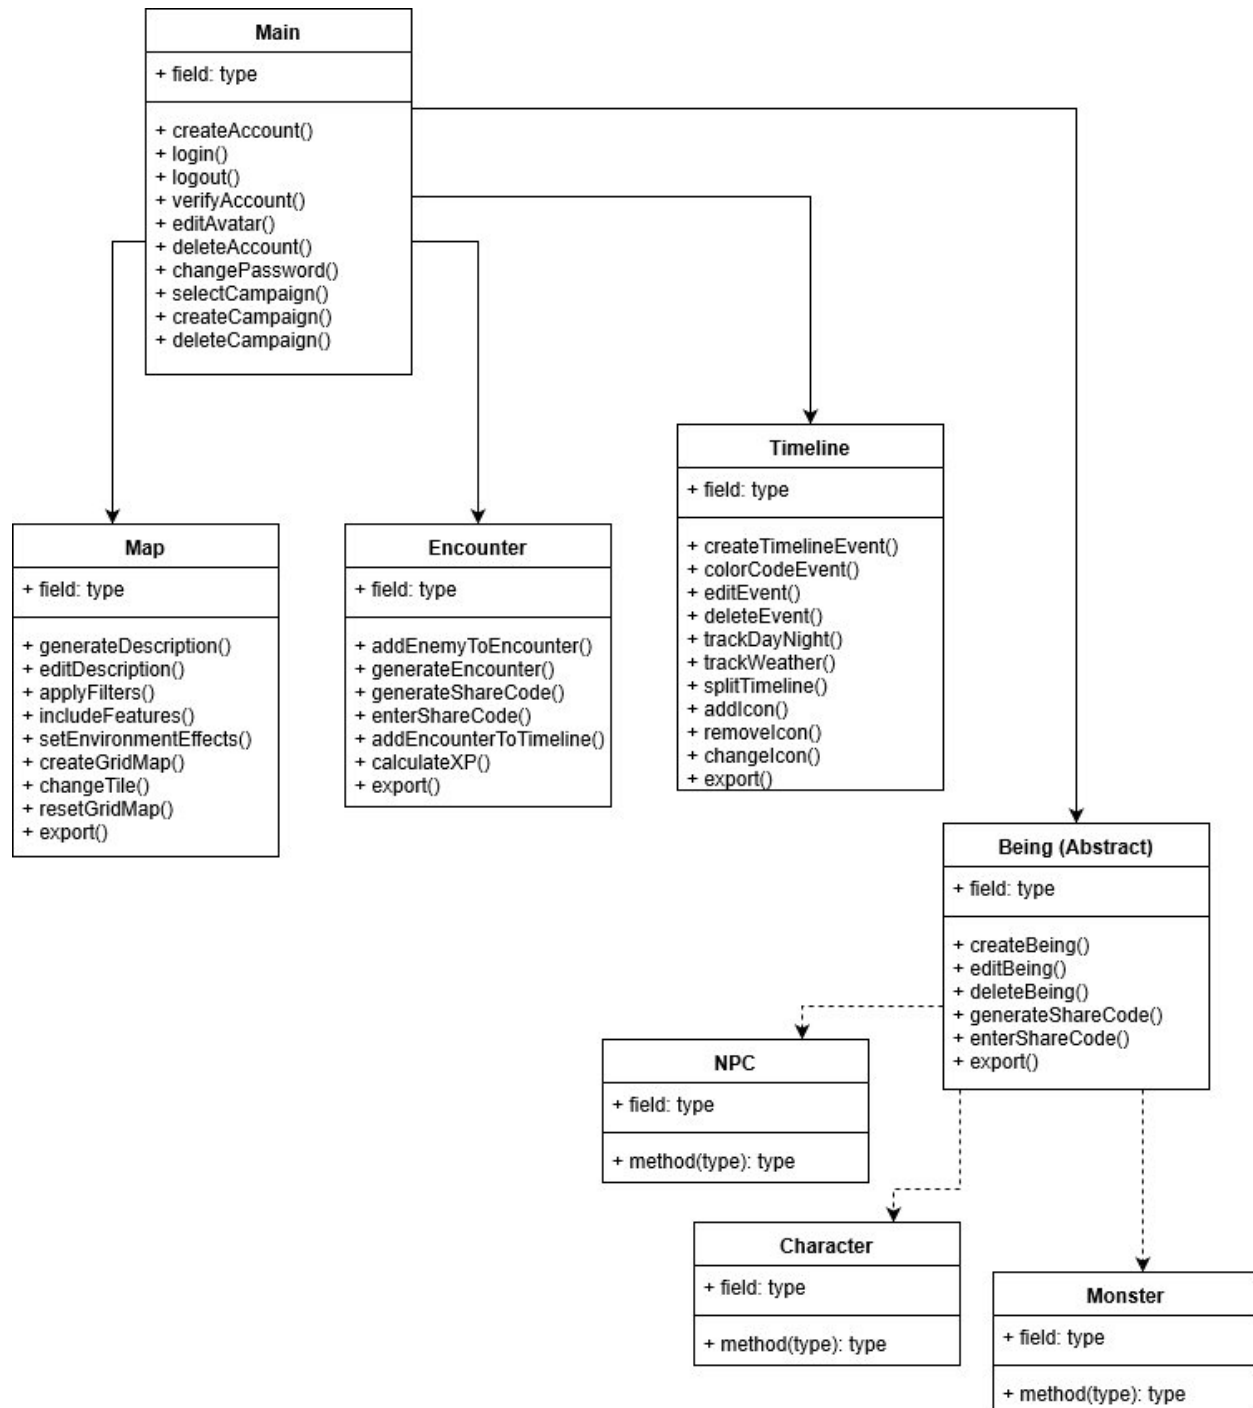 Main
+ field: type
+ createAccount()
+ login()
+ logout()
+ verifyAccount()
+ editAvatar()
+ deleteAccount()
+ changePassword()
+ selectCampaign()
+ createCampaign()
+ deleteCampaign()
Timeline
+ field: type
+ createTimelineEvent()
+ colorCodeEvent()
+ editEvent()
+ deleteEvent()
+ trackDayNight()
+ trackWeather()
+ splitTimeline()
+ addIcon()
+ removeIcon()
+ changeIcon()
+ export()
Map
+ field: type
+ generateDescription()
+ editDescription()
+ applyFilters()
+ includeFeatures()
+ setEnvironmentEffects()
+ createGridMap()
+ changeTile()
+ resetGridMap()
+ export()
Encounter
+ field: type
+ addEnemyToEncounter()
+ generateEncounter()
+ generateShareCode()
+ enterShareCode()
+ addEncounterToTimeline()
+ calculateXP()
+ export()
Being (Abstract)
+ field: type
+ createBeing()
+ editBeing()
+ deleteBeing()
+ generateShareCode()
+ enterShareCode()
+ export()
NPC
+ field: type
+ method(type): type
Character
+ field: type
+ method(type): type
Monster
+ field: type
+ method(type): type